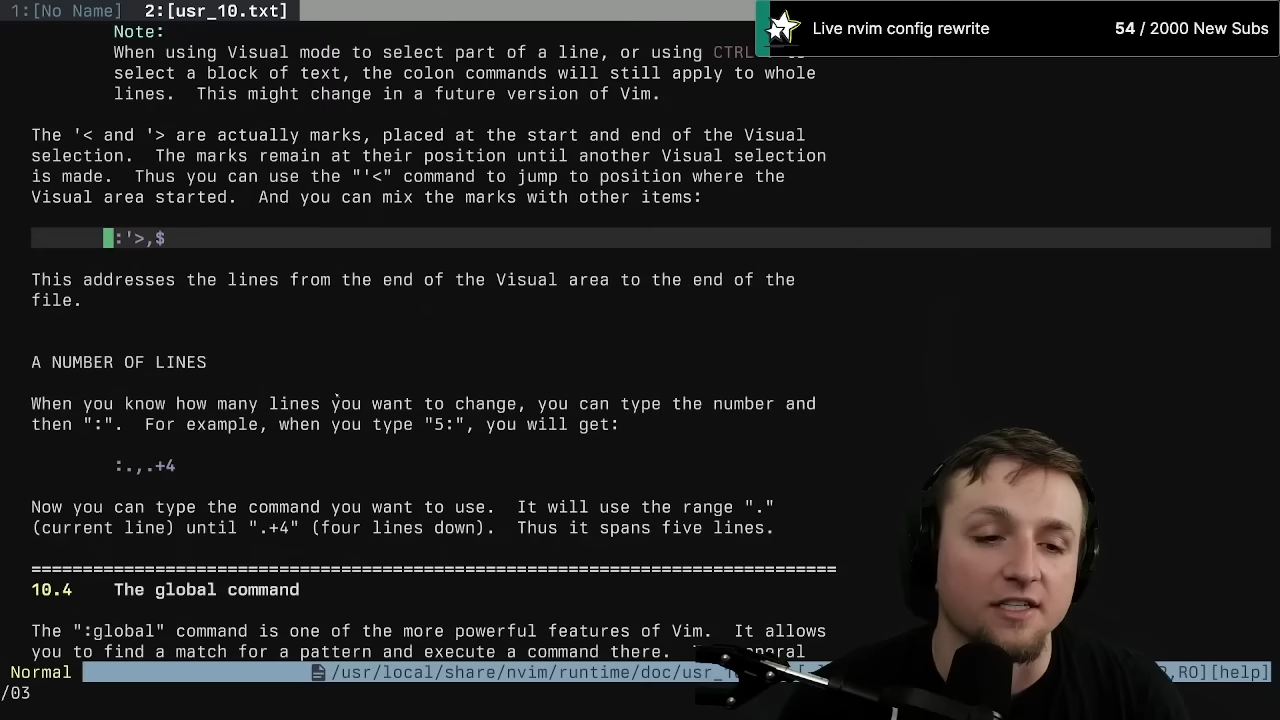 1:[No Name]  2:[usr_10.txt]
Live nvim config rewrite 54 / 2000 New Subs
Note:
When using Visual mode to select part of a line, or using CTRL
select a block of text, the colon commands will still apply to whole
lines.  This might change in a future version of Vim.
The '< and '> are actually marks, placed at the start and end of the Visual
selection.  The marks remain at their position until another Visual selection
is made.  Thus you can use the "'<" command to jump to position where the
Visual area started.  And you can mix the marks with other items:
:'>,$
This addresses the lines from the end of the Visual area to the end of the
file.
A NUMBER OF LINES
When you know how many lines you want to change, you can type the number and
then ":".  For example, when you type "5:", you will get:
:.,.+4
Now you can type the command you want to use.  It will use the range "."
(current line) until ".+4" (four lines down).  Thus it spans five lines.
==============================================================================
10.4 The global command
The ":global" command is one of the more powerful features of Vim.  It allows
you to find a match for a pattern and execute a command there.
Normal /usr/local/share/nvim/runtime/doc/usr_1 ,RO][help]
/03